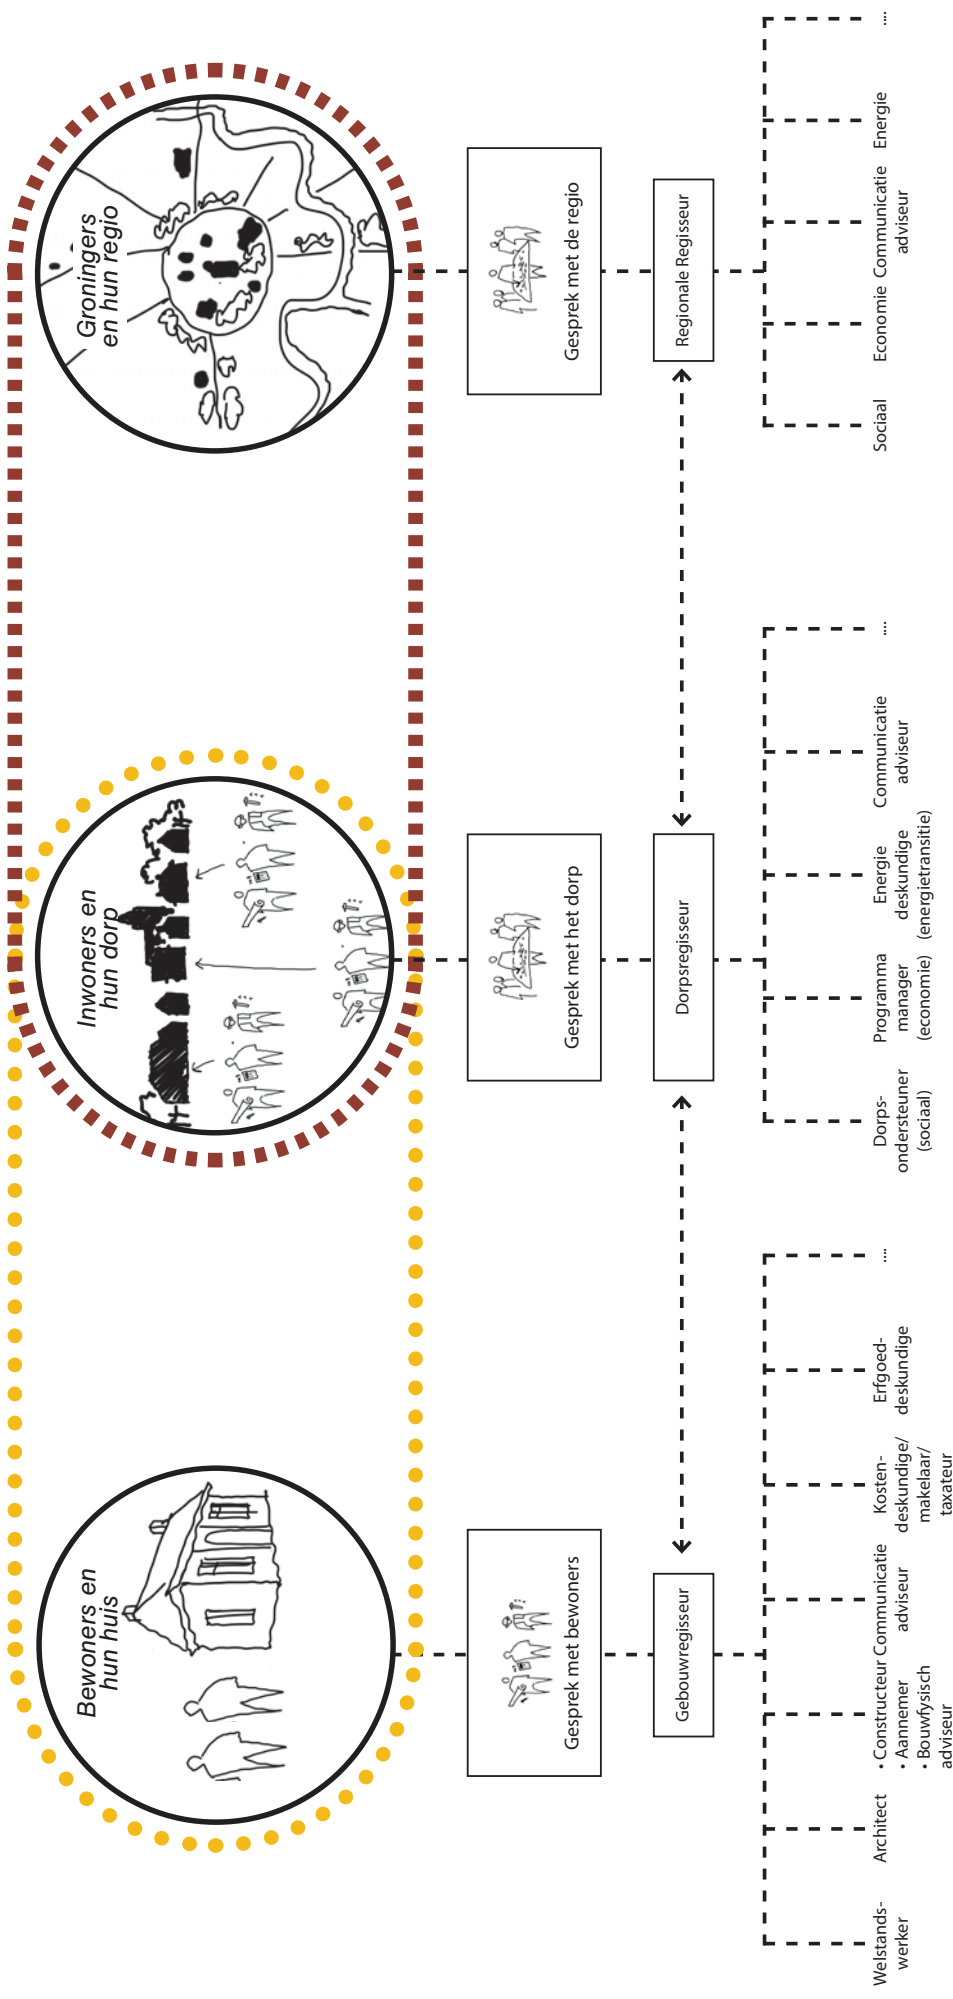 Bewoners en
hun huis
Inwoners en
hun dorp
Groningers
en hun regio
Gesprek met bewoners
Gesprek met het dorp
Gesprek met de regio
Gebouwregisseur
Dorpsregisseur
Regionale Regisseur
Welstands-
werker
Architect
• Constructeur
• Aannemer
• Bouwfysisch
adviseur
Communicatie
adviseur
Kosten-
deskundige/
makelaar/
taxateur
Erfgoed-
deskundige
....
Dorps-
ondersteuner
(sociaal)
Programma
manager
(economie)
Energie
deskundige
(energietransitie)
Communicatie
adviseur
....
Sociaal
Economie
Communicatie
adviseur
Energie
....